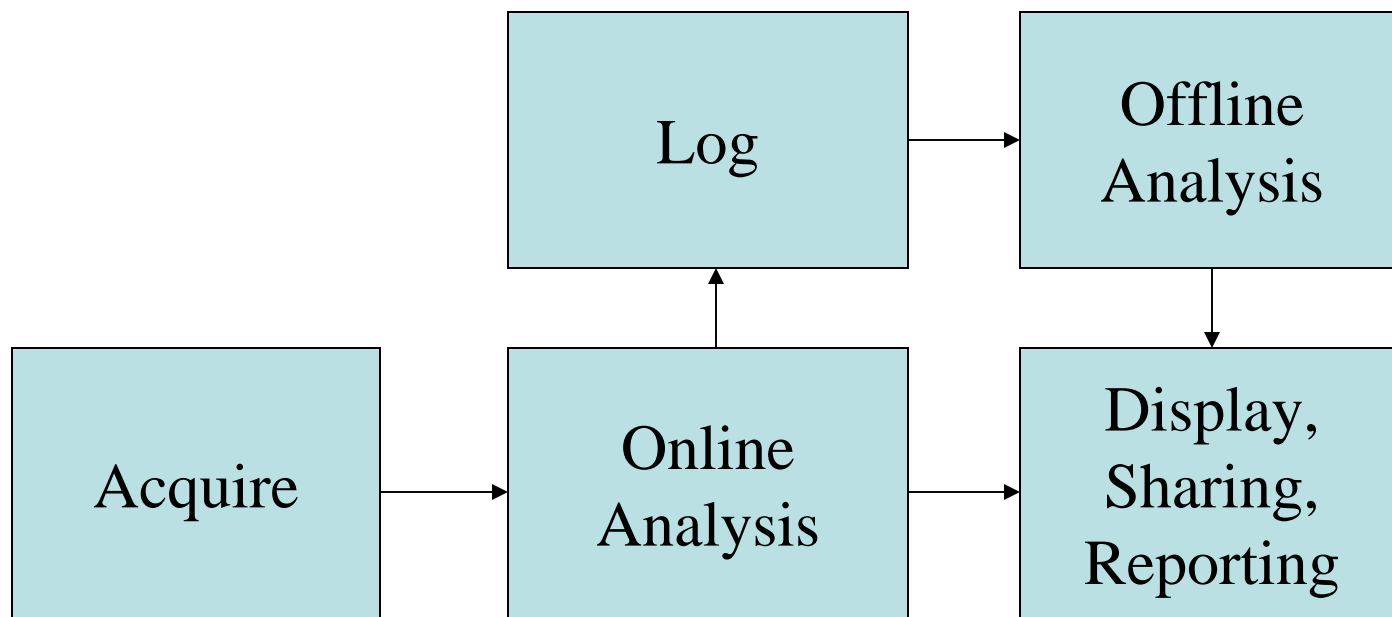 Log
Offline
Analysis
Acquire
Online
Analysis
Display,
Sharing,
Reporting